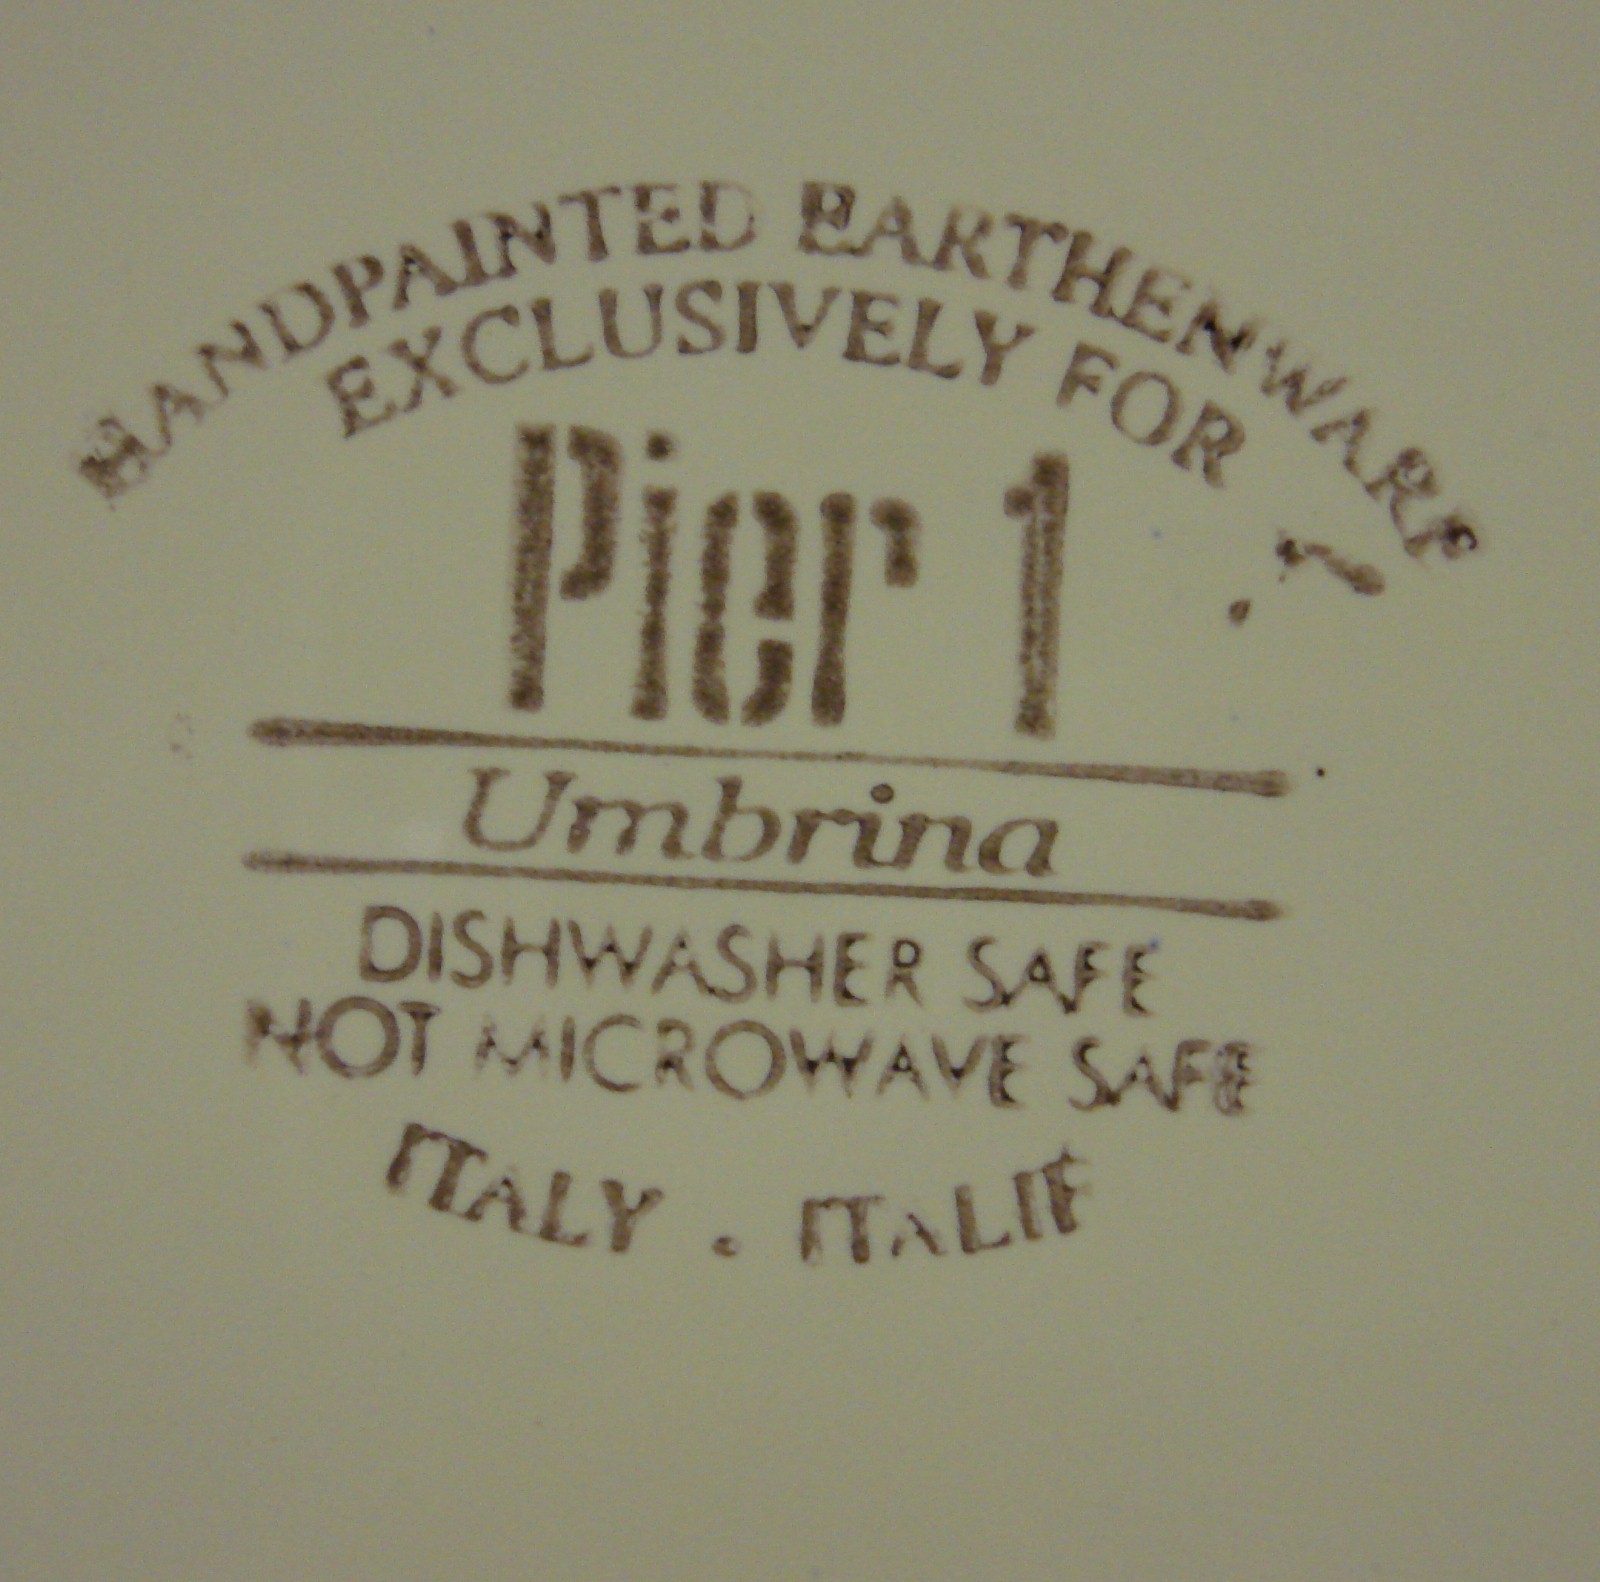 HANDPAINTED EARTHENWARE
EXCLUSIVELY FOR
Pier 1
Umbrina
DISHWASHER SAFE
NOT MICROWAVE SAFE
ITALY . ITALIE